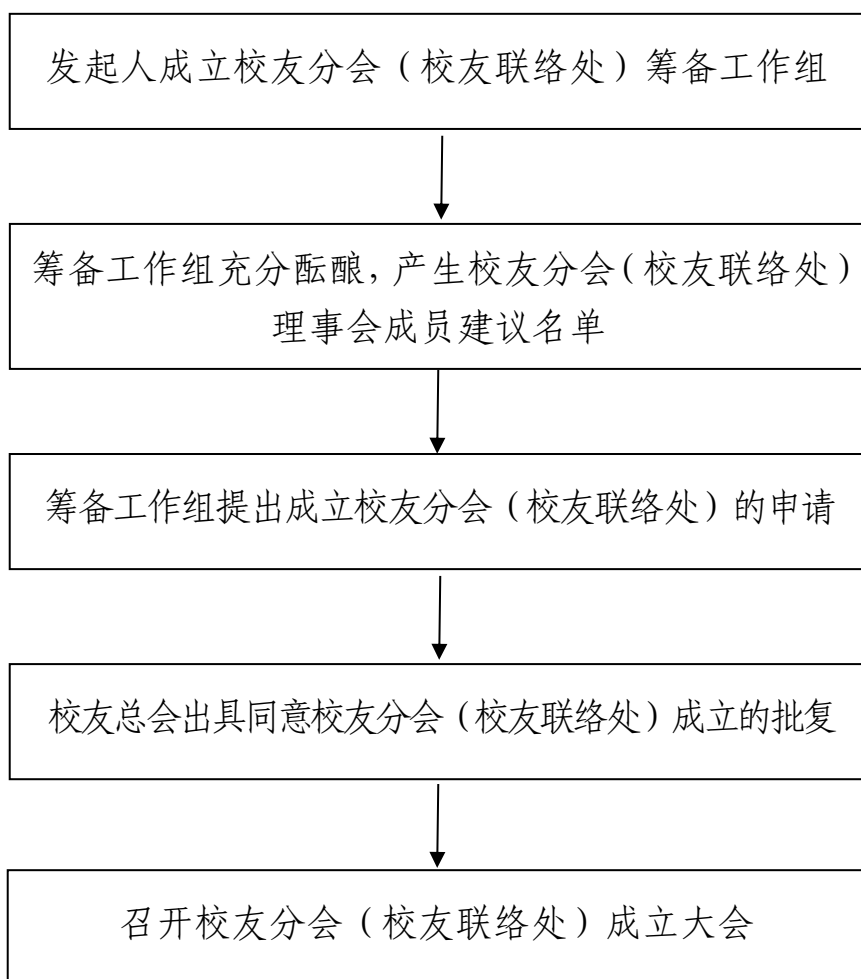 发起人成立校友分会（校友联络处）筹备工作组
筹备工作组充分酝酿，产生校友分会（校友联络处）
理事会成员建议名单
筹备工作组提出成立校友分会（校友联络处）的申请
校友总会出具同意校友分会（校友联络处）成立的批复
召开校友分会（校友联络处）成立大会